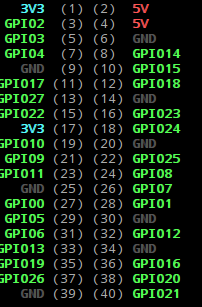 3V3 (1) (2) 5V
GPIO2 (3) (4) 5V
GPIO3 (5) (6) GND
GPIO4 (7) (8) GPIO14
GND (9) (10) GPIO15
GPIO17 (11) (12) GPIO18
GPIO27 (13) (14) GND
GPIO22 (15) (16) GPIO23
3V3 (17) (18) GPIO24
GPIO10 (19) (20) GND
GPIO9 (21) (22) GPIO25
GPIO11 (23) (24) GPIO8
GND (25) (26) GPIO7
GPIO0 (27) (28) GPIO1
GPIO5 (29) (30) GND
GPIO6 (31) (32) GPIO12
GPIO13 (33) (34) GND
GPIO19 (35) (36) GPIO16
GPIO26 (37) (38) GPIO20
GND (39) (40) GPIO21